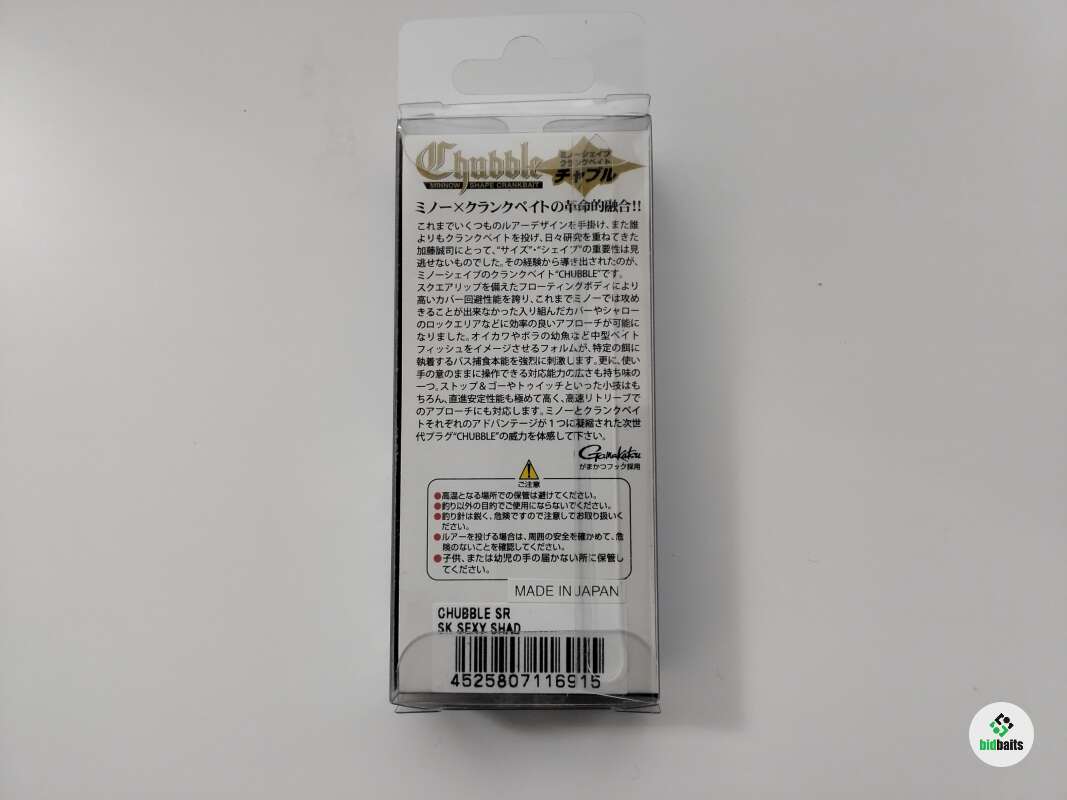 Chubble
MINNOW SHAPE CRANKBAIT
ミノーシェイプ
クランクベイト
チャブル
ミノー×クランクベイトの革命的融合!!
これまでいくつものルアーデザインを手掛け、また誰
よりもクランクベイトを投げ、日々研究を重ねてきた
加藤誠司にとって、“サイズ”・“シェイプ”の重要性は見
逃せないものでした。その経験から導き出されたのが、
ミノーシェイプのクランクベイト“CHUBBLE”です。
スクエアリップを備えたフローティングボディにより
高いカバー回避性能を誇り、これまでミノーでは攻め
きることが出来なかった入り組んだカバーやシャロー
のロックエリアなどに効率の良いアプローチが可能に
なりました。オイカワやボラの幼魚など中型ベイト
フィッシュをイメージさせるフォルムが、特定の餌に
執着するバス捕食本能を強烈に刺激します。更に、使い
手の意のままに操作できる対応能力の広さも持ち味の
一つ。ストップ&ゴーやトゥイッチといった小技はも
ちろん、直進安定性能も極めて高く、高速リトリーブで
のアプローチにも対応します。ミノーとクランクベイ
トそれぞれのアドバンテージが1つに凝縮された次世
代プラグ“CHUBBLE”の威力を体感して下さい。
Gamakatsu
がまかつフック採用
ご注意
●高温となる場所での保管は避けてください。
●釣り以外の目的でご使用にならないでください。
●釣り針は鋭く、危険ですので注意してお取り扱いく
ださい。
●ルアーを投げる場合は、周囲の安全を確かめて、危
険のないことを確認してください。
●子供、または幼児の手の届かない所に保管し
てください。
MADE IN JAPAN
CHUBBLE SR
SK SEXY SHAD
4525807116915
bidbaits